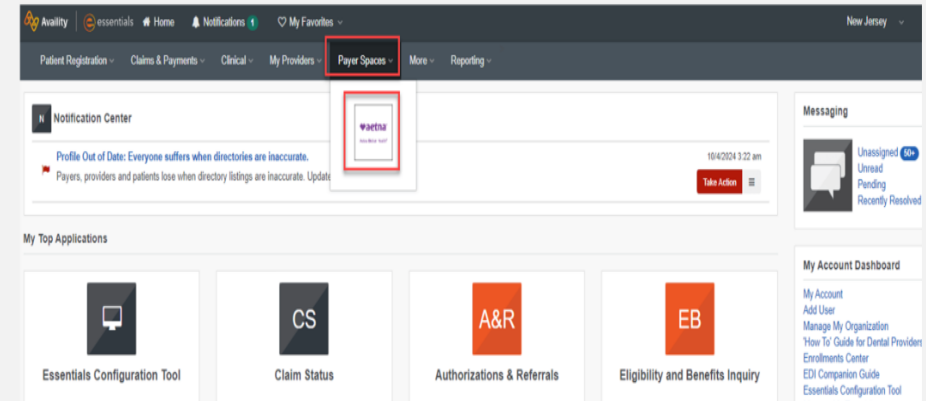 Availity essentials Home Notifications 1 My Favorites New Jersey
Patient Registration Claims & Payments Clinical My Providers Payer Spaces More Reporting
aetna
N Notification Center
Profile Out of Date: Everyone suffers when directories are inaccurate.
Payers, providers and patients lose when directory listings are inaccurate. Update
10/4/2024 3:22 am
Take Action
Messaging
Unassigned 50+
Unread
Pending
Recently Resolved
My Top Applications
CS
A&R
EB
Essentials Configuration Tool
Claim Status
Authorizations & Referrals
Eligibility and Benefits Inquiry
My Account Dashboard
My Account
Add User
Manage My Organization
'How To' Guide for Dental Providers
Enrollments Center
EDI Companion Guide
Essentials Configuration Tool